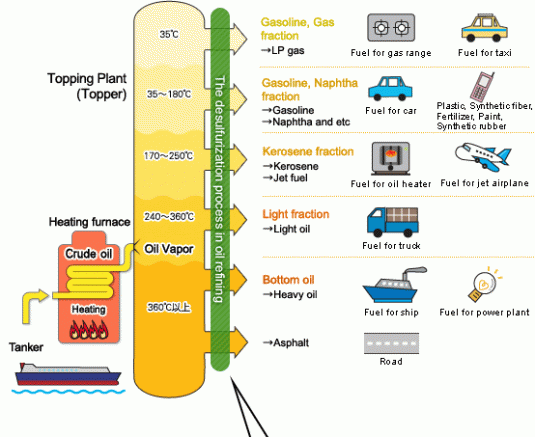 Topping Plant
(Topper)
Heating furnace
Crude oil
Heating
Tanker
35℃
35～180℃
170～250℃
240～360℃
Oil Vapor
360℃以上
The desulfurization process in oil refining
Gasoline, Gas
fraction
→LP gas
Fuel for gas range
Fuel for taxi
Gasoline, Naphtha
fraction
→Gasoline
→Naphtha and etc
Fuel for car
Plastic, Synthetic fiber,
Fertilizer, Paint,
Synthetic rubber
Kerosene fraction
→Kerosene
→Jet fuel
Fuel for oil heater
Fuel for jet airplane
Light fraction
→Light oil
Fuel for truck
Bottom oil
→Heavy oil
Fuel for ship
Fuel for power plant
→Asphalt
Road